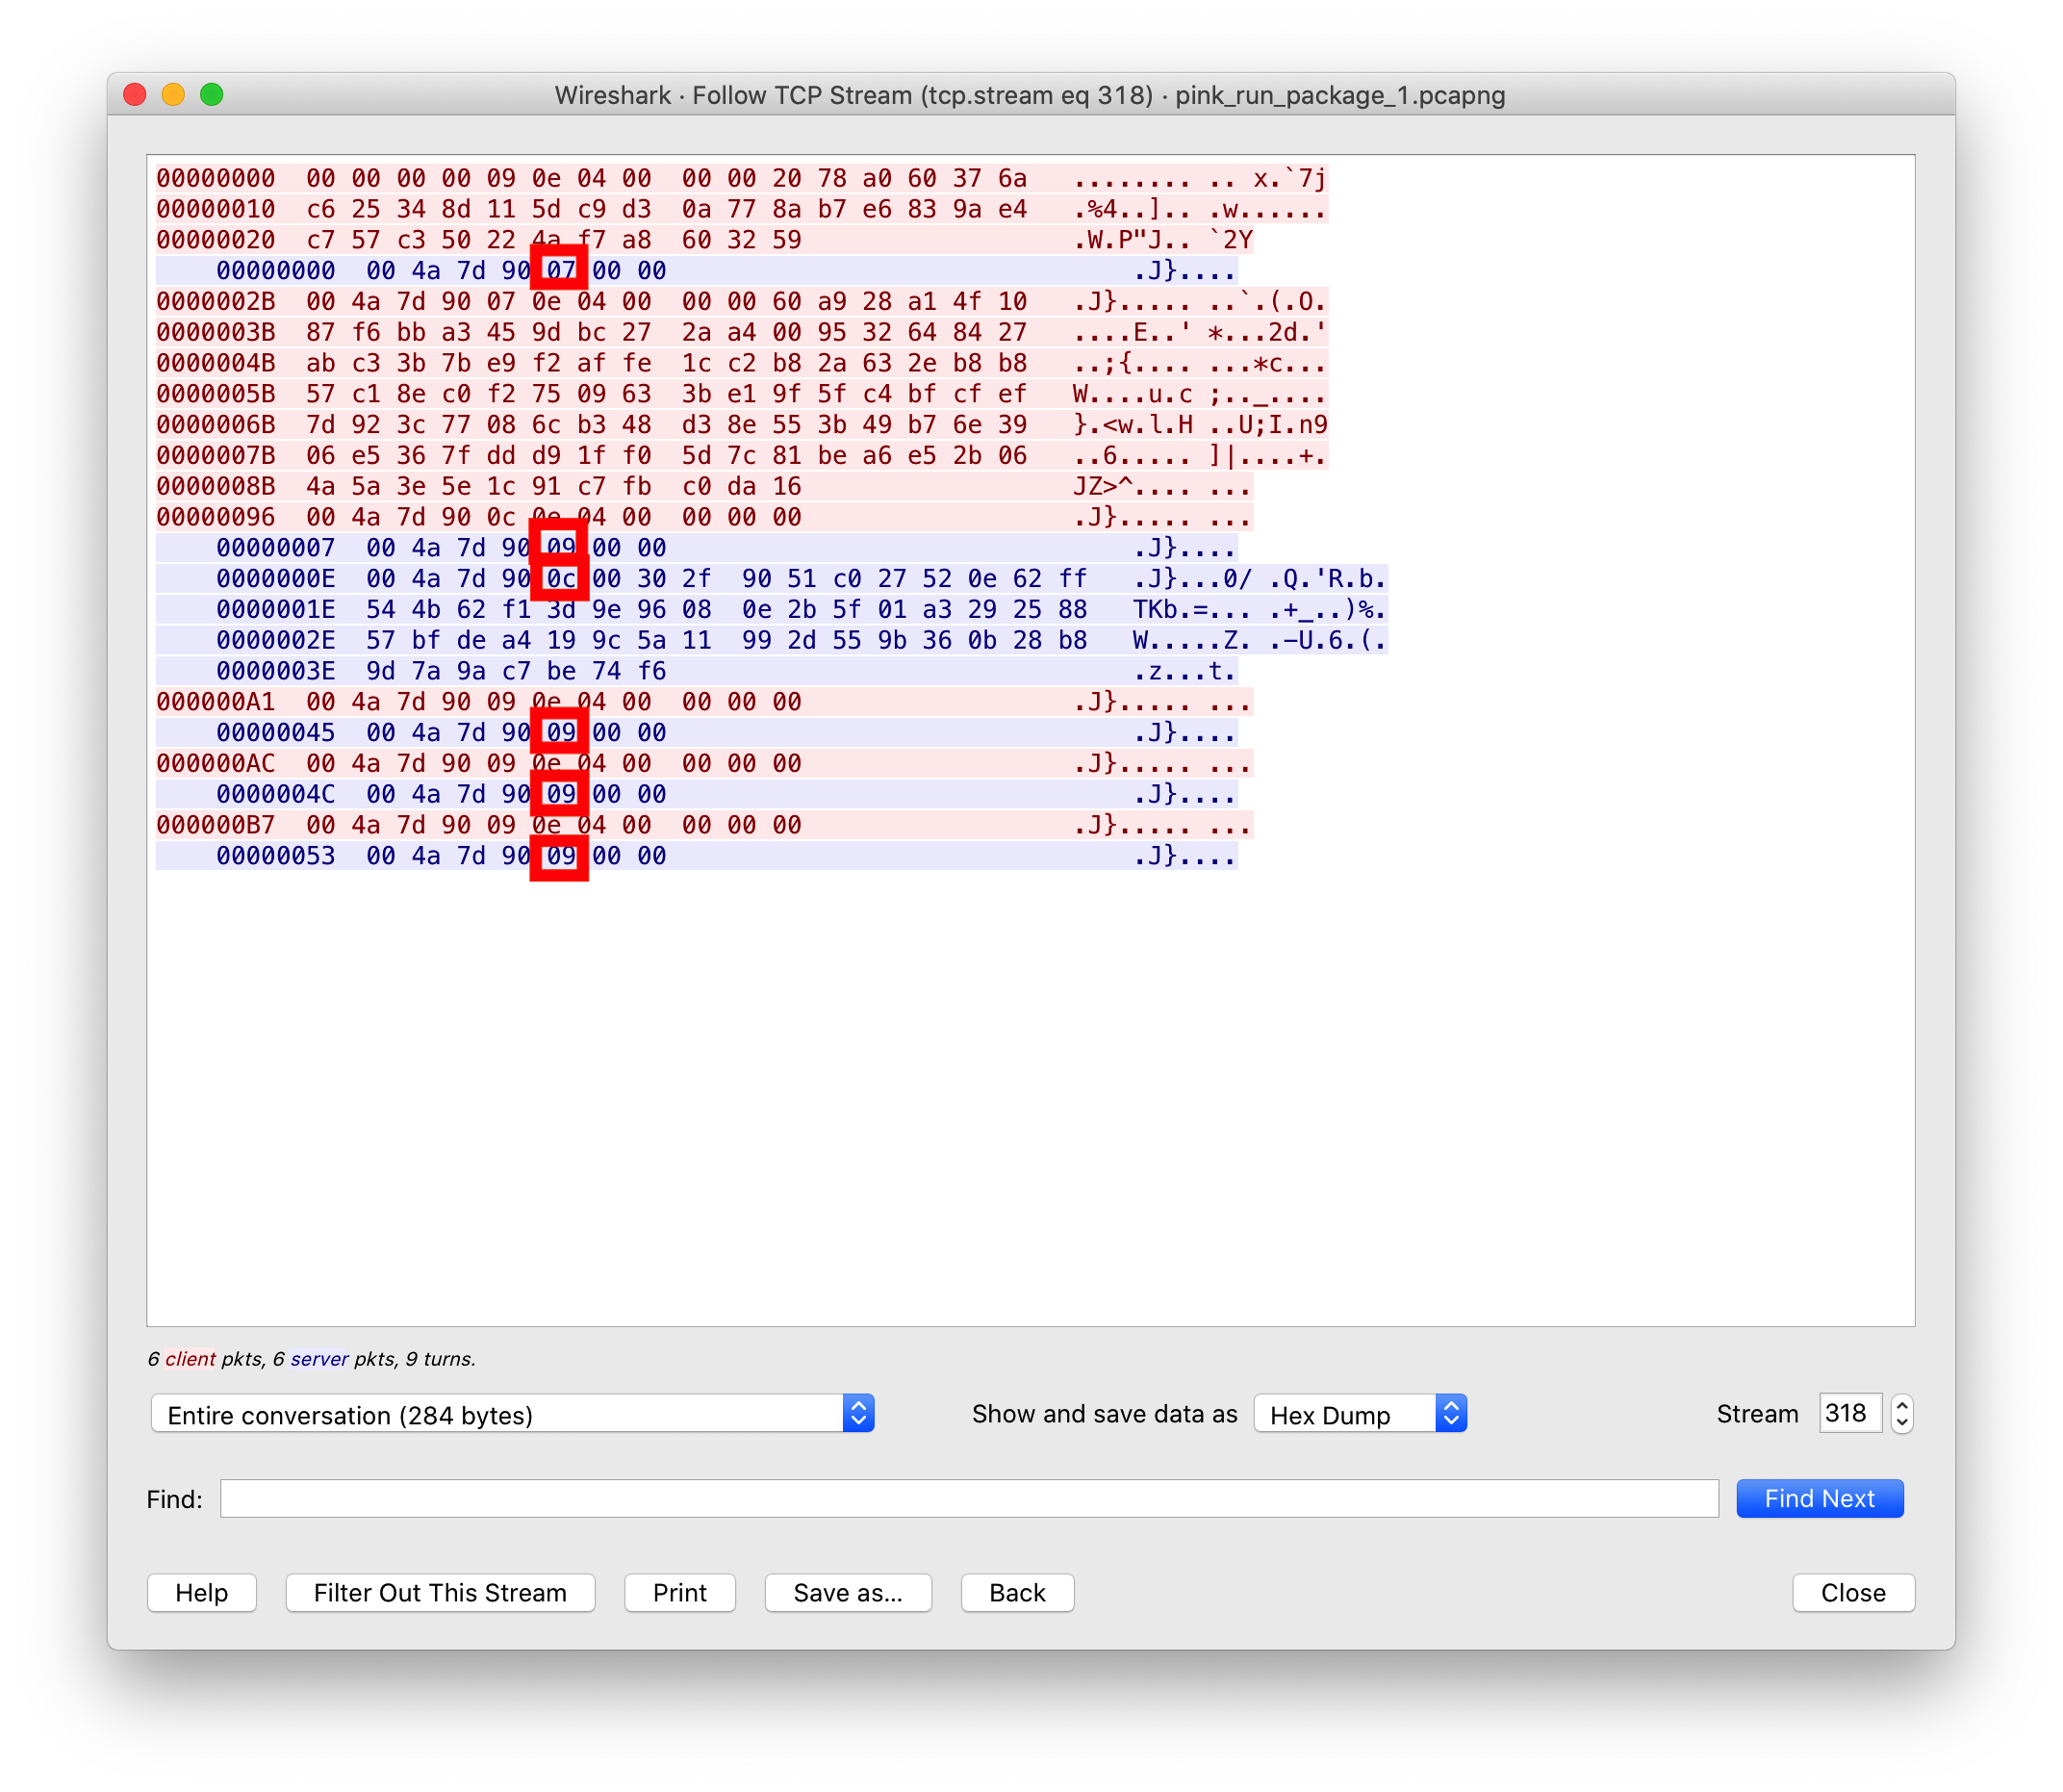 Wireshark · Follow TCP Stream (tcp.stream eq 318) · pink_run_package_1.pcapng
00000000  00 00 00 00 09 0e 04 00  00 00 20 78 a0 60 37 6a   ........ .. x.`7j
00000010  c6 25 34 8d 11 5d c9 d3  0a 77 8a b7 e6 83 9a e4   .%4..].. .w......
00000020  c7 57 c3 50 22 4a f7 a8  60 32 59                  .W.P"J.. `2Y
    00000000  00 4a 7d 90 07 00 00                               .J}....
0000002B  00 4a 7d 90 07 0e 04 00  00 00 60 a9 28 a1 4f 10   .J}..... ..`.(.O.
0000003B  87 f6 bb a3 45 9d bc 27  2a a4 00 95 32 64 84 27   ....E..' *...2d.'
0000004B  ab c3 3b 7b e9 f2 af fe  1c c2 b8 2a 63 2e b8 b8   ..;{.... ...*c...
0000005B  57 c1 8e c0 f2 75 09 63  3b e1 9f 5f c4 bf cf ef   W....u.c ;.._....
0000006B  7d 92 3c 77 08 6c b3 48  d3 8e 55 3b 49 b7 6e 39   }.<w.l.H ..U;I.n9
0000007B  06 e5 36 7f dd d9 1f f0  5d 7c 81 be a6 e5 2b 06   ..6..... ]|....+.
0000008B  4a 5a 3e 5e 1c 91 c7 fb  c0 da 16                  JZ>^.... ...
00000096  00 4a 7d 90 0c 0e 04 00  00 00 00                  .J}..... ...
    00000007  00 4a 7d 90 09 00 00                               .J}....
    0000000E  00 4a 7d 90 0c 00 30 2f  90 51 c0 27 52 0e 62 ff   .J}...0/ .Q.'R.b.
    0000001E  54 4b 62 f1 3d 9e 96 08  0e 2b 5f 01 a3 29 25 88   TKb.=... .+_..)%.
    0000002E  57 bf de a4 19 9c 5a 11  99 2d 55 9b 36 0b 28 b8   W.....Z. .-U.6.(.
    0000003E  9d 7a 9a c7 be 74 f6                               .z...t.
000000A1  00 4a 7d 90 09 0e 04 00  00 00 00                  .J}..... ...
    00000045  00 4a 7d 90 09 00 00                               .J}....
000000AC  00 4a 7d 90 09 0e 04 00  00 00 00                  .J}..... ...
    0000004C  00 4a 7d 90 09 00 00                               .J}....
000000B7  00 4a 7d 90 09 0e 04 00  00 00 00                  .J}..... ...
    00000053  00 4a 7d 90 09 00 00                               .J}....
6 client pkts, 6 server pkts, 9 turns.
Entire conversation (284 bytes) Show and save data as Hex Dump Stream 318
Find: Find Next
Help Filter Out This Stream Print Save as... Back Close